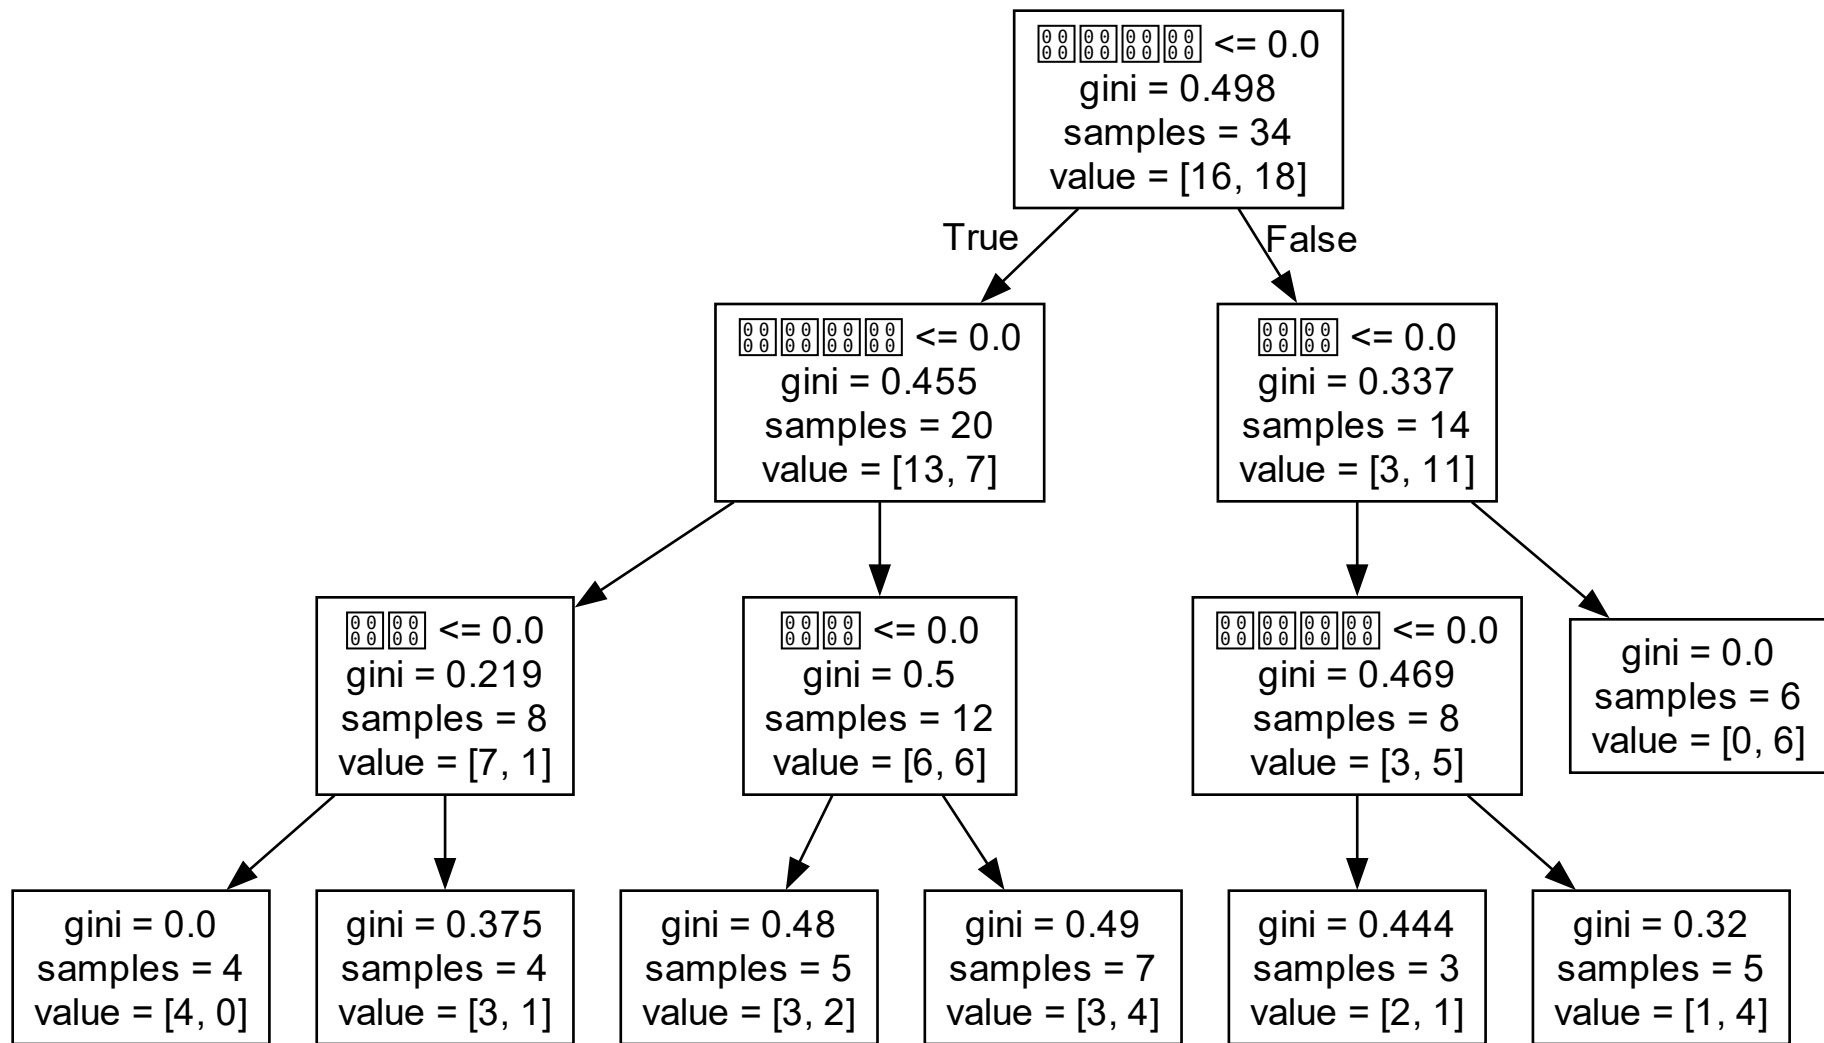 <= 0.0
gini = 0.498
samples = 34
value = [16, 18]
True
False
<= 0.0
gini = 0.455
samples = 20
value = [13, 7]
<= 0.0
gini = 0.337
samples = 14
value = [3, 11]
<= 0.0
gini = 0.219
samples = 8
value = [7, 1]
<= 0.0
gini = 0.5
samples = 12
value = [6, 6]
<= 0.0
gini = 0.469
samples = 8
value = [3, 5]
gini = 0.0
samples = 6
value = [0, 6]
gini = 0.0
samples = 4
value = [4, 0]
gini = 0.375
samples = 4
value = [3, 1]
gini = 0.48
samples = 5
value = [3, 2]
gini = 0.49
samples = 7
value = [3, 4]
gini = 0.444
samples = 3
value = [2, 1]
gini = 0.32
samples = 5
value = [1, 4]